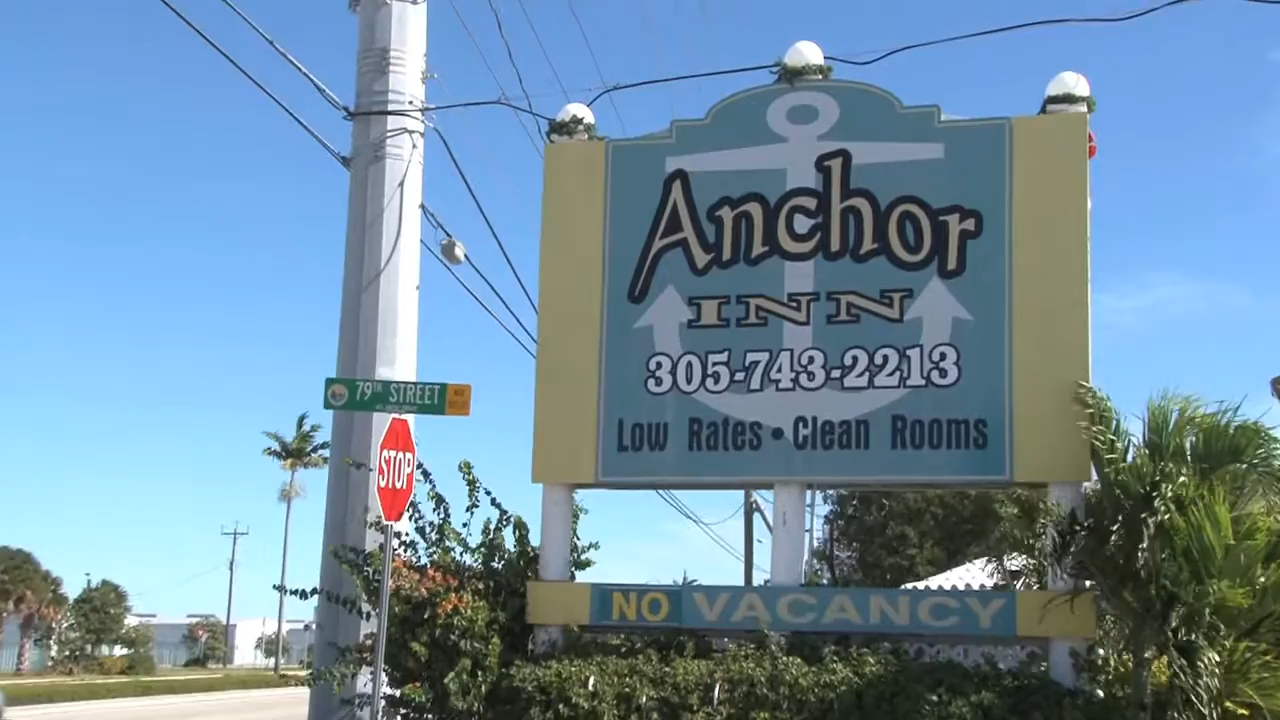 Anchor
INN
305-743-2213
Low Rates • Clean Rooms
NO VACANCY
79TH STREET
STOP